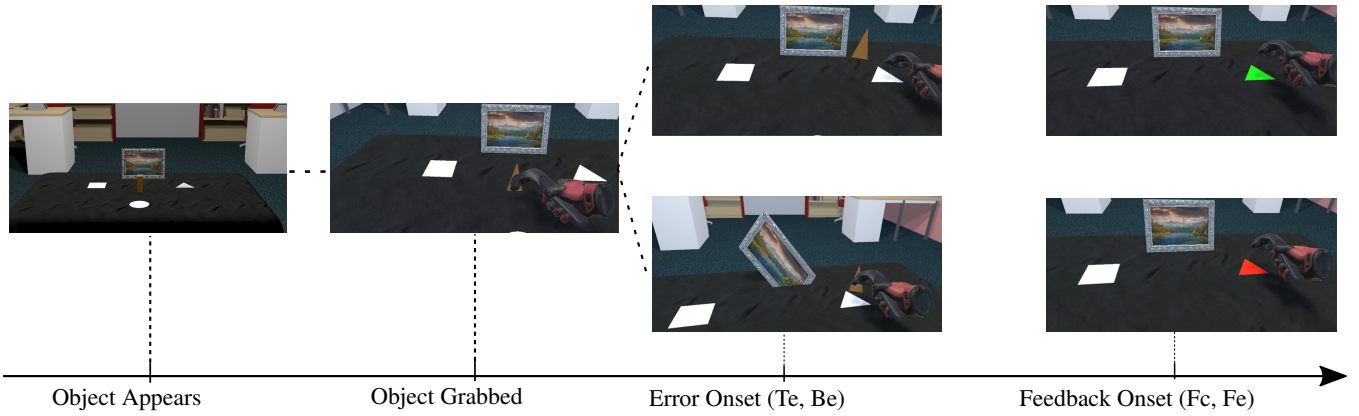 Object Appears
Object Grabbed
Error Onset (Te, Be)
Feedback Onset (Fc, Fe)